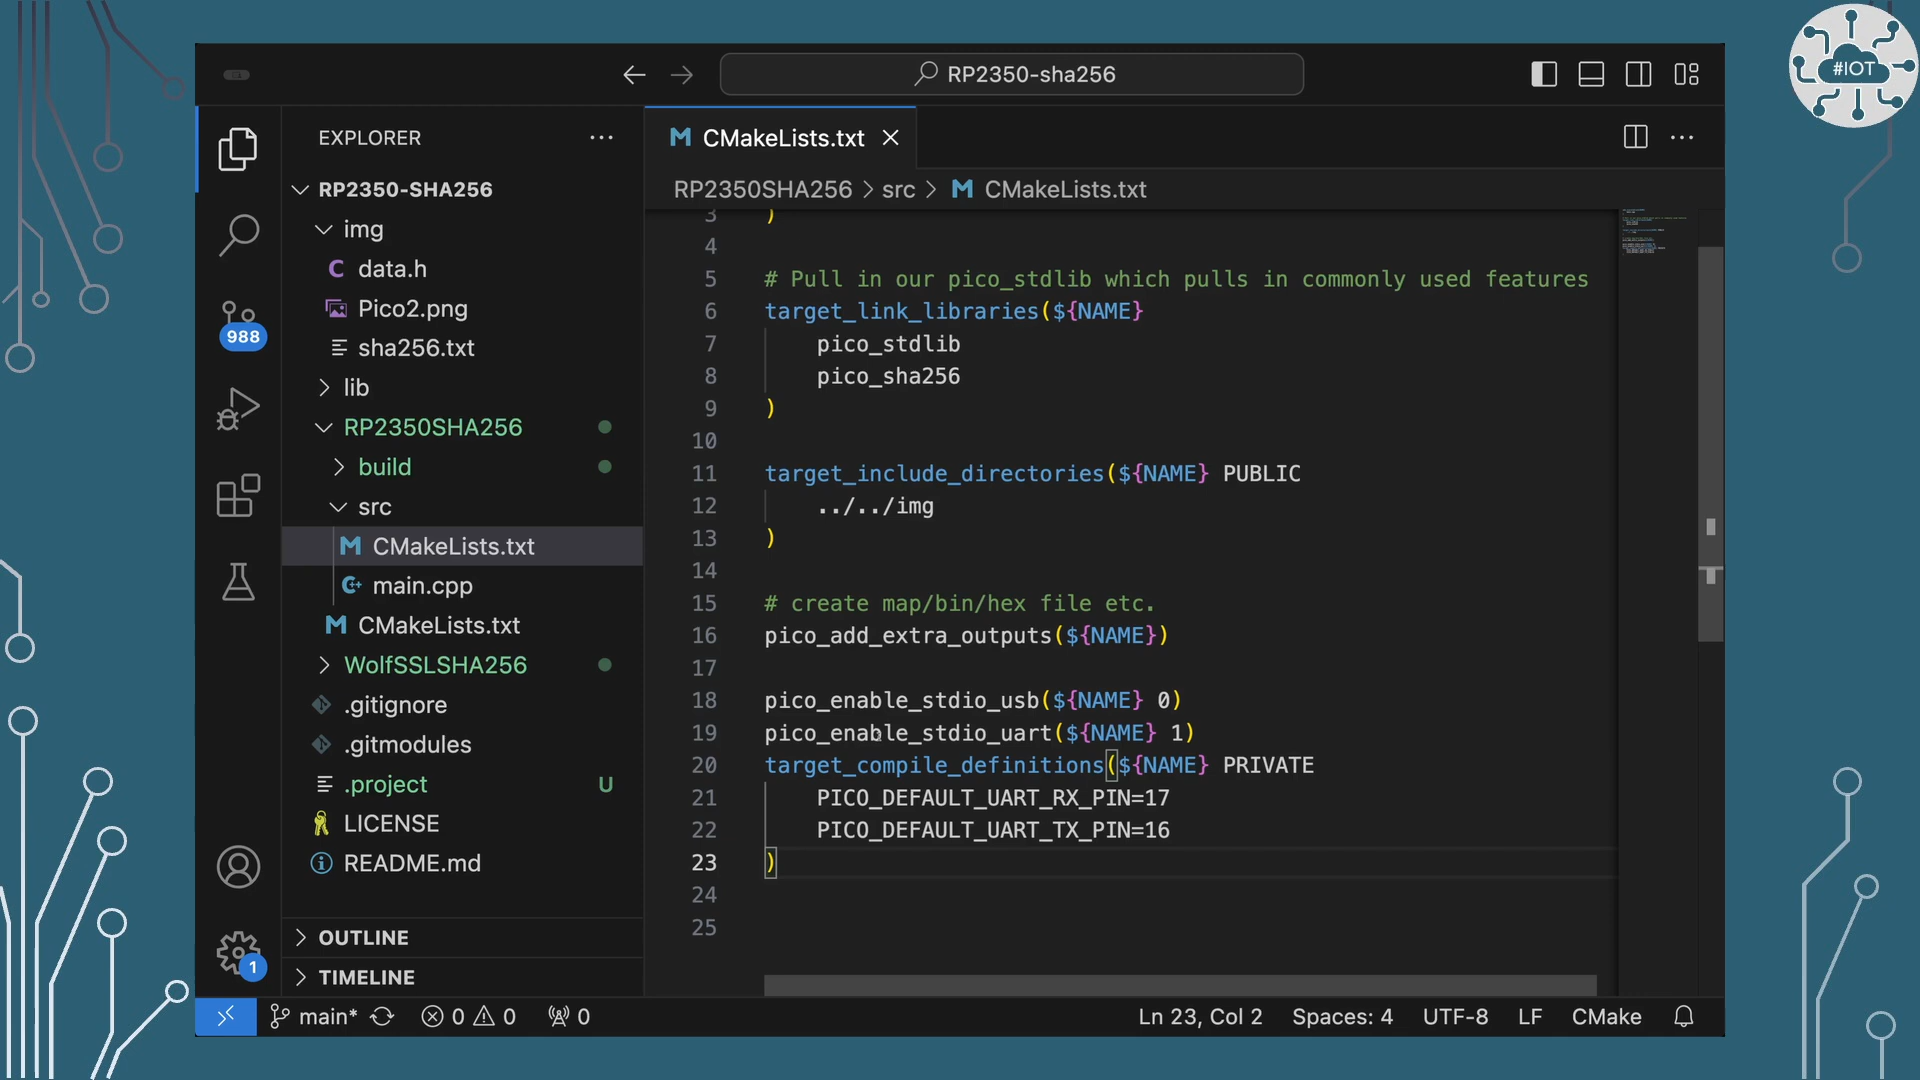 #IOT
RP2350-sha256
EXPLORER
RP2350-SHA256
img
data.h
Pico2.png
sha256.txt
lib
RP2350SHA256
build
src
CMakeLists.txt
main.cpp
CMakeLists.txt
WolfSSLSHA256
.gitignore
.gitmodules
.project U
LICENSE
README.md
OUTLINE
TIMELINE
988
1
CMakeLists.txt
RP2350SHA256 > src > CMakeLists.txt
3 )
4
5 # Pull in our pico_stdlib which pulls in commonly used features
6 target_link_libraries(${NAME}
7 pico_stdlib
8 pico_sha256
9 )
10
11 target_include_directories(${NAME} PUBLIC
12 ../../img
13 )
14
15 # create map/bin/hex file etc.
16 pico_add_extra_outputs(${NAME})
17
18 pico_enable_stdio_usb(${NAME} 0)
19 pico_enable_stdio_uart(${NAME} 1)
20 target_compile_definitions(${NAME} PRIVATE
21 PICO_DEFAULT_UART_RX_PIN=17
22 PICO_DEFAULT_UART_TX_PIN=16
23 )
24
25
main* 0 0 0 Ln 23, Col 2 Spaces: 4 UTF-8 LF CMake